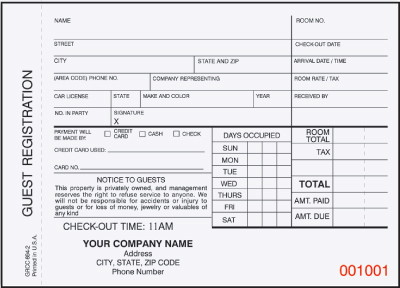 NAME ROOM NO.
STREET CHECK-OUT DATE
CITY STATE AND ZIP ARRIVAL DATE / TIME
(AREA CODE) PHONE NO. COMPANY REPRESENTING ROOM RATE / TAX
CAR LICENSE STATE MAKE AND COLOR YEAR RECEIVED BY
NO. IN PARTY SIGNATURE
X
PAYMENT WILL BE MADE BY: CREDIT CARD CASH CHECK
CREDIT CARD USED:
CARD NO.
DAYS OCCUPIED
SUN
MON
TUE
WED
THURS
FRI
SAT
ROOM TOTAL
TAX
TOTAL
AMT. PAID
AMT. DUE
NOTICE TO GUESTS
This property is privately owned, and management
reserves the right to refuse service to anyone. We
will not be responsible for accidents or injury to
guests or for loss of money, jewelry or valuables of
any kind
CHECK-OUT TIME: 11AM
YOUR COMPANY NAME
Address
CITY, STATE, ZIP CODE
Phone Number
001001
GUEST REGISTRATION
GRCC-664-2
Printed in U.S.A.